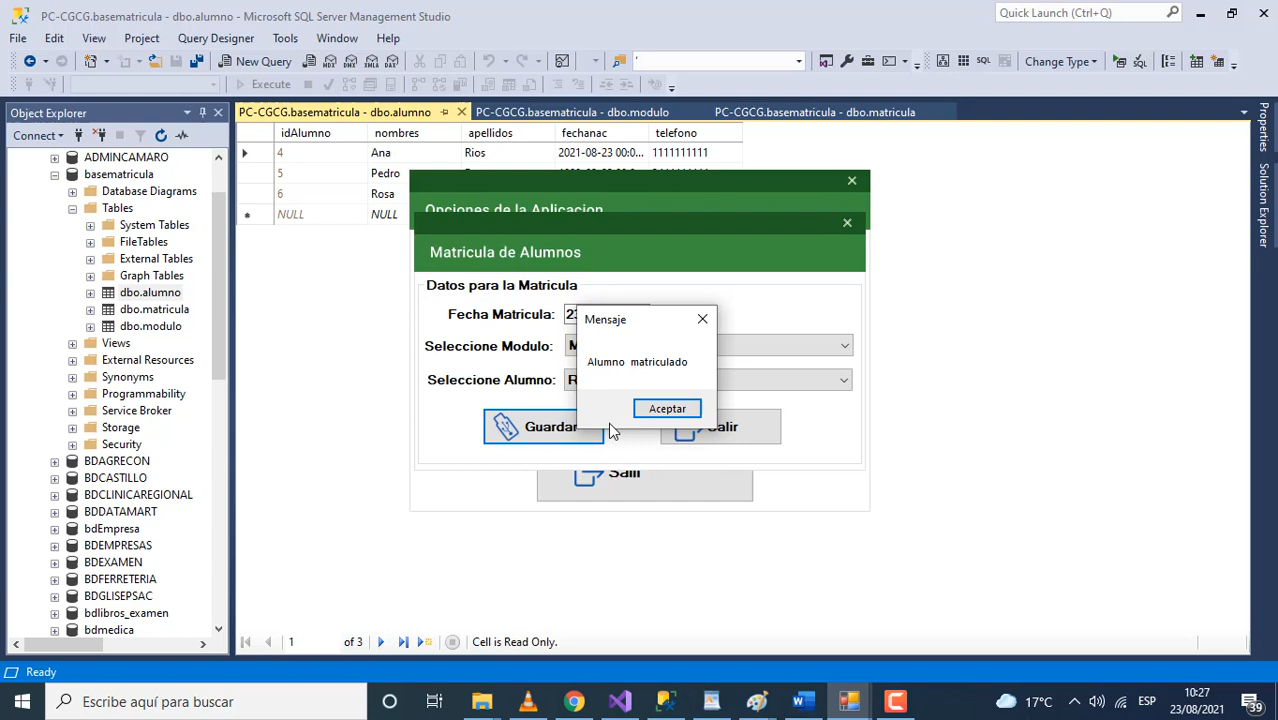 PC-CGCG.basematricula - dbo.alumno - Microsoft SQL Server Management Studio
Quick Launch (Ctrl+Q)
File Edit View Project Query Designer Tools Window Help
New Query
Change Type
Execute
Object Explorer
PC-CGCG.basematricula - dbo.alumno
PC-CGCG.basematricula - dbo.modulo
PC-CGCG.basematricula - dbo.matricula
Connect
idAlumno nombres apellidos fechanac telefono
4 Ana Rios 2021-08-23 00:0... 1111111111
5 Pedro
6 Rosa
NULL NULL
ADMINCAMARO
basematricula
Database Diagrams
Tables
System Tables
FileTables
External Tables
Graph Tables
dbo.alumno
dbo.matricula
dbo.modulo
Views
External Resources
Synonyms
Programmability
Service Broker
Storage
Security
BDAGRECON
BDCASTILLO
BDCLINICAREGIONAL
BDDATAMART
bdEmpresa
BDEMPRESA
BDEXAMEN
BDFERRETERIA
BDGLISEPSAC
bdlibros_examen
bdmedica
Opciones de la Aplicacion
Matricula de Alumnos
Datos para la Matricula
Fecha Matricula: 23
Seleccione Modulo: M
Seleccione Alumno: R
Guardar
Salir
Salir
Mensaje
Alumno matriculado
Aceptar
1 of 3 Cell is Read Only.
Properties
Solution Explorer
Ready
Escribe aquí para buscar
17°C
ESP
10:27
23/08/2021
39